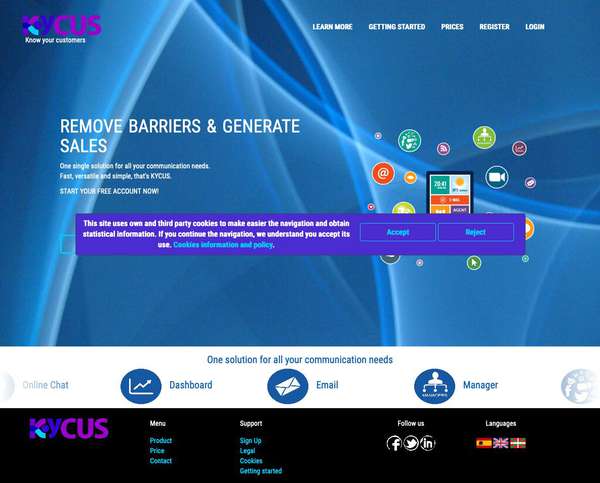 KYCUS
Know your customers
LEARN MORE GETTING STARTED PRICES REGISTER LOGIN
REMOVE BARRIERS & GENERATE
SALES
One single solution for all your communication needs.
Fast, versatile and simple, that's KYCUS.
START YOUR FREE ACCOUNT NOW!
20:41
E-MAIL
AGENT
This site uses own and third party cookies to make easier the navigation and obtain
statistical information. If you continue the navigation, we understand you accept its
use. Cookies information and policy.
Accept
Reject
One solution for all your communication needs
Online Chat
Dashboard
Email
MANAGERS
Manager
KYCUS
Menu
Product
Price
Contact
Support
Sign Up
Legal
Cookies
Getting started
Follow us
Languages